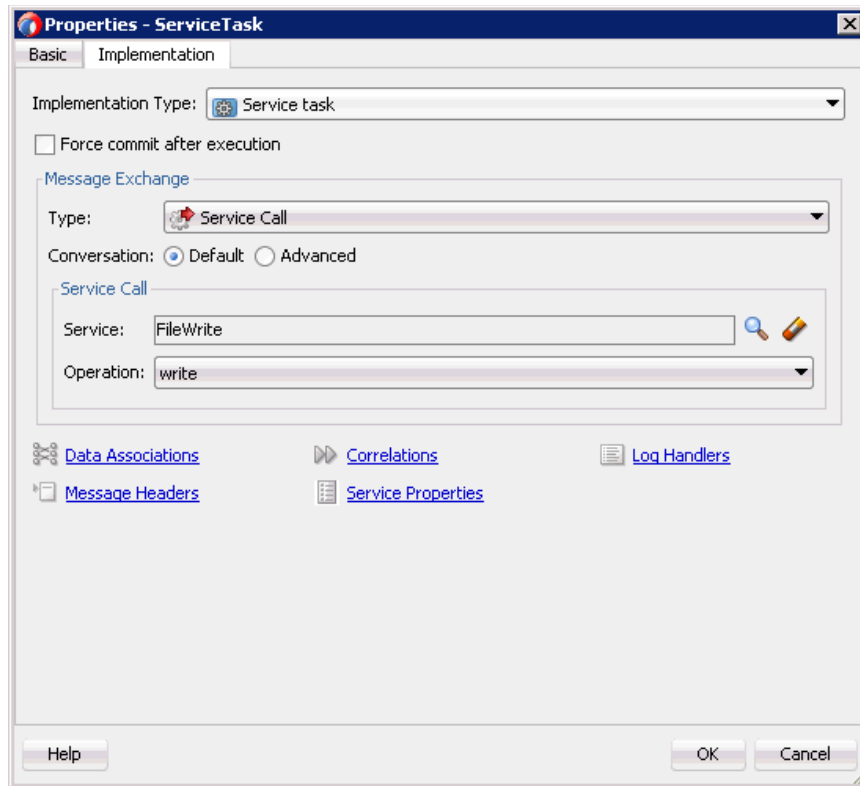 Properties - ServiceTask
Basic Implementation
Implementation Type: Service task
Force commit after execution
Message Exchange
Type: Service Call
Conversation: Default Advanced
Service Call
Service: FileWrite
Operation: write
Data Associations Correlations Log Handlers
Message Headers Service Properties
Help OK Cancel